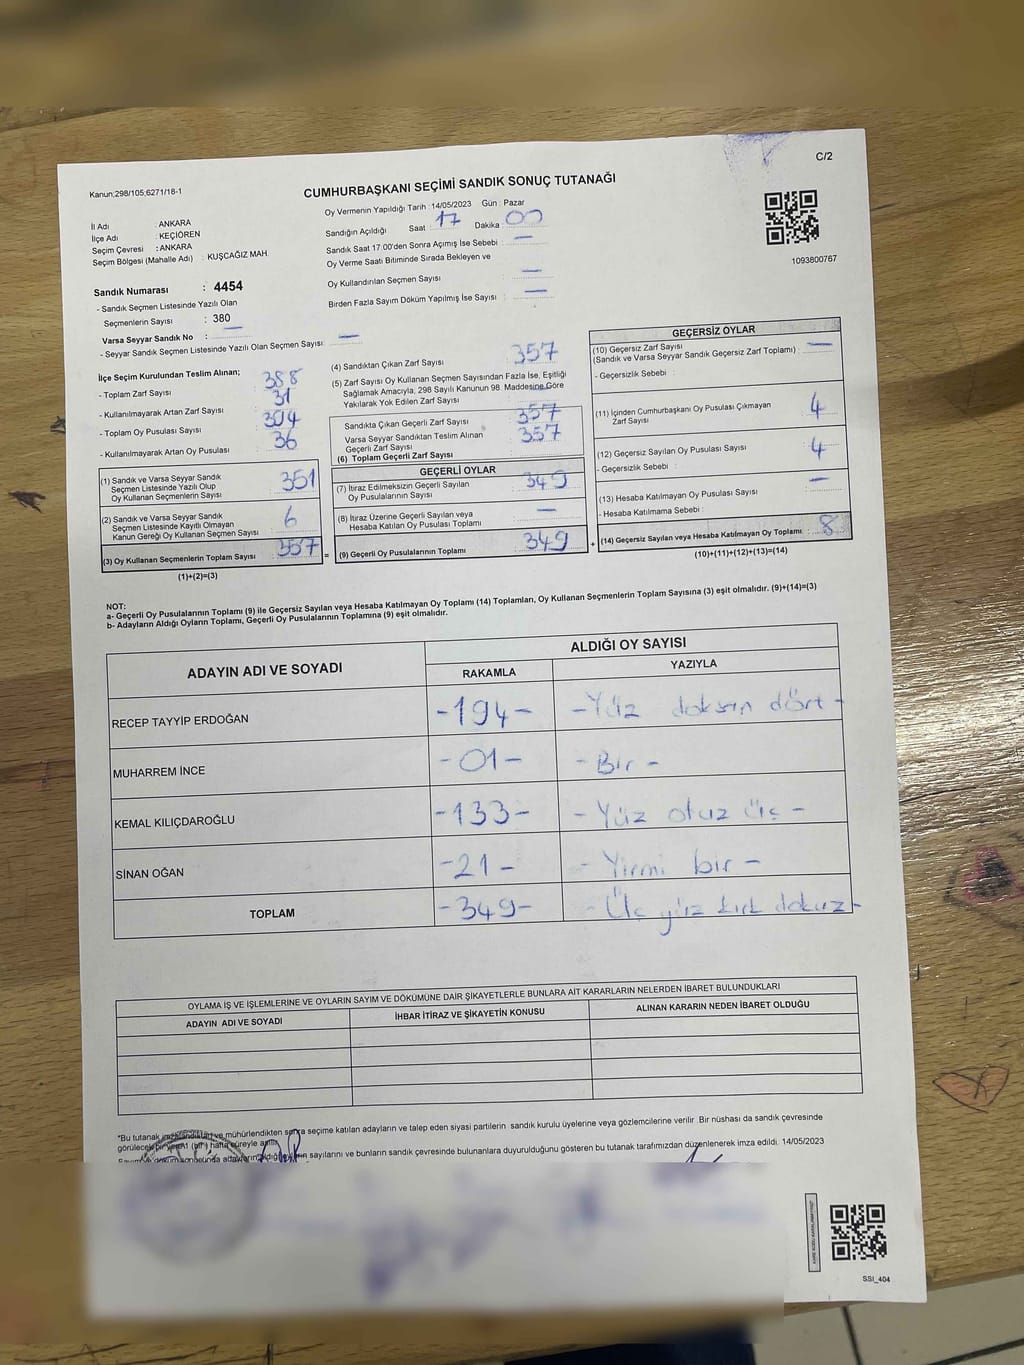 C/2
Kanun;298/105;6271/18-1
CUMHURBAŞKANI SEÇİMİ SANDIK SONUÇ TUTANAĞI
İl Adı : ANKARA
İlçe Adı : KEÇİÖREN
Seçim Çevresi : ANKARA
Seçim Bölgesi (Mahalle Adı) : KUŞCAĞIZ MAH.
Oy Vermenin Yapıldığı Tarih :14/05/2023 Gün : Pazar
Sandığın Açıldığı Saat : 17 Dakika : 00
Sandık Saat 17:00'den Sonra Açımış İse Sebebi : —
Oy Verme Saati Bitiminde Sırada Bekleyen ve
Oy Kullandırılan Seçmen Sayısı —
Birden Fazla Sayım Döküm Yapılmış İse Sayısı : —
1093800767
Sandık Numarası : 4454
- Sandık Seçmen Listesinde Yazılı Olan
Seçmenlerin Sayısı : 380
Varsa Seyyar Sandık No : —
- Seyyar Sandık Seçmen Listesinde Yazılı Olan Seçmen Sayısı: —
İlçe Seçim Kurulundan Teslim Alınan;
- Toplam Zarf Sayısı : 388
- Kullanılmayarak Artan Zarf Sayısı : 31
- Toplam Oy Pusulası Sayısı :
- Kullanılmayarak Artan Oy Pusulası : 36
(1) Sandık ve Varsa Seyyar Sandık
Seçmen Listesinde Yazılı Olup
Oy Kullanan Seçmenlerin Sayısı : 351
(2) Sandık ve Varsa Seyyar Sandık
Seçmen Listesinde Kayıtlı Olmayan
Kanun Gereği Oy Kullanan Seçmen Sayısı : 6
(3) Oy Kullanan Seçmenlerin Toplam Sayısı : 357
(1)+(2)=(3)
(4) Sandıktan Çıkan Zarf Sayısı : 357
(5) Zarf Sayısı Oy Kullanan Seçmen Sayısından Fazla İse, Eşitliği
Sağlamak Amacıyla, 298 Sayılı Kanunun 98. Maddesine Göre
Yakılarak Yok Edilen Zarf Sayısı : —
Sandıkta Çıkan Geçerli Zarf Sayısı : 357
Varsa Seyyar Sandıktan Teslim Alınan
Geçerli Zarf Sayısı : 357
(6) Toplam Geçerli Zarf Sayısı :
GEÇERLİ OYLAR
(7) İtiraz Edilmeksizin Geçerli Sayılan
Oy Pusulalarının Sayısı : 349
(8) İtiraz Üzerine Geçerli Sayılan veya
Hesaba Katılan Oy Pusulası Toplamı : —
= (9) Geçerli Oy Pusulalarının Toplamı : 349
GEÇERSİZ OYLAR
(10) Geçersiz Zarf Sayısı
(Sandık ve Varsa Seyyar Sandık Geçersiz Zarf Toplamı) : —
- Geçersizlik Sebebi :
(11) İçinden Cumhurbaşkanı Oy Pusulası Çıkmayan
Zarf Sayısı : 4
(12) Geçersiz Sayılan Oy Pusulası Sayısı : 4
- Geçersizlik Sebebi :
(13) Hesaba Katılmayan Oy Pusulası Sayısı : —
- Hesaba Katılmama Sebebi :
+ (14) Geçersiz Sayılan veya Hesaba Katılmayan Oy Toplamı : 8
(10)+(11)+(12)+(13)=(14)
NOT:
a- Geçerli Oy Pusulalarının Toplamı (9) ile Geçersiz Sayılan veya Hesaba Katılmayan Oy Toplamı (14) Toplamları, Oy Kullanan Seçmenlerin Toplam Sayısına (3) eşit olmalıdır. (9)+(14)=(3)
b- Adayların Aldığı Oyların Toplamı, Geçerli Oy Pusulalarının Toplamına (9) eşit olmalıdır.
ADAYIN ADI VE SOYADI ALDIĞI OY SAYISI
RAKAMLA YAZIYLA
RECEP TAYYİP ERDOĞAN -194- -Yüz doksan dört-
MUHARREM İNCE -01- -Bir-
KEMAL KILIÇDAROĞLU -133- -Yüz otuz üç-
SİNAN OĞAN -21- -Yirmi bir-
TOPLAM -349- -Üç yüz kırk dokuz-
OYLAMA İŞ VE İŞLEMLERİNE VE OYLARIN SAYIM VE DÖKÜMÜNE DAİR ŞİKAYETLERLE BUNLARA AİT KARARLARIN NELERDEN İBARET BULUNDUKLARI
ADAYIN ADI VE SOYADI İHBAR İTİRAZ VE ŞİKAYETİN KONUSU ALINAN KARARIN NEDEN İBARET OLDUĞU
*Bu tutanak ve mühürlendikten sonra seçime katılan adayların ve talep eden siyasi partilerin sandık kurulu üyelerine veya gözlemcilerine verilir. Bir nüshası da sandık çevresinde
görülecek bir hafta süreyle
sayılarını ve bunların sandık çevresinde bulunanlara duyurulduğunu gösteren bu tutanak tarafımızdan düzenlenerek imza edildi. 14/05/2023
SSI_404